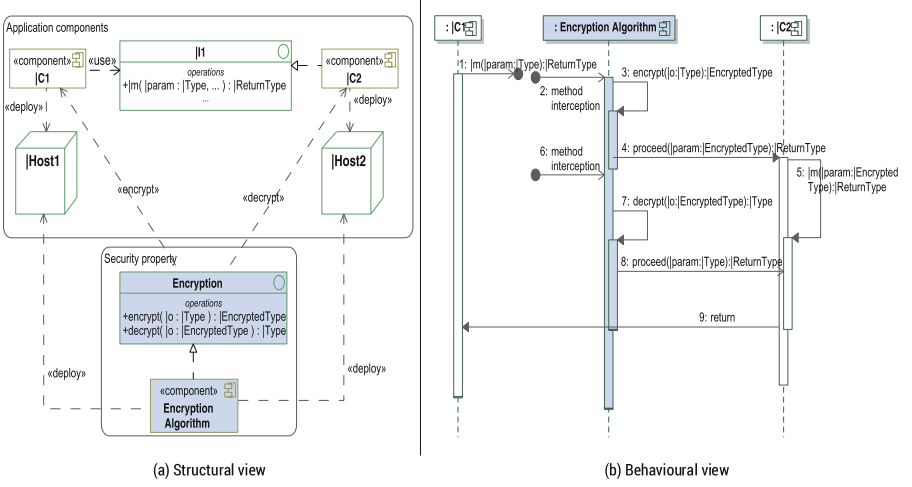 Application components
«component»
|C1
«use»
|I1
operations
+m( |param : |Type, ... ) : |ReturnType
...
«component»
C2
«deploy»
«deploy»
|Host1
|Host2
«encrypt»
«decrypt»
Security property
Encryption
operations
+encrypt( |o : |Type ) : |EncryptedType
+decrypt( |o : |EncryptedType ) : |Type
«deploy»
«deploy»
«component»
Encryption
Algorithm
(a) Structural view
: |C1
: Encryption Algorithm
: |C2
1: |m(|param:|Type):|ReturnType
2: method
interception
3: encrypt(|o:|Type):|EncryptedType
4: proceed(|param:|EncryptedType):|ReturnType
5: |m(|param:|Encrypted
Type):|ReturnType
6: method
interception
7: decrypt(|o:|EncryptedType):|Type
8: proceed(|param:|Type):|ReturnType
9: return
(b) Behavioural view